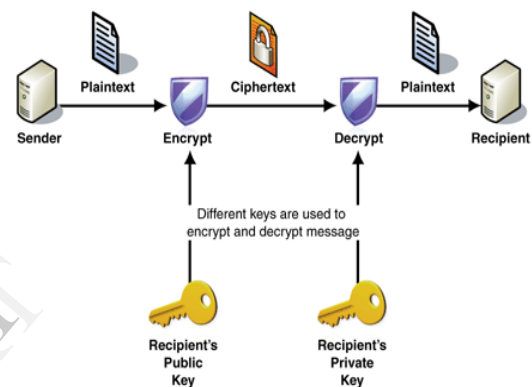 Plaintext
Ciphertext
Plaintext
Sender
Encrypt
Decrypt
Recipient
Different keys are used to
encrypt and decrypt message
Recipient's
Public
Key
Recipient's
Private
Key